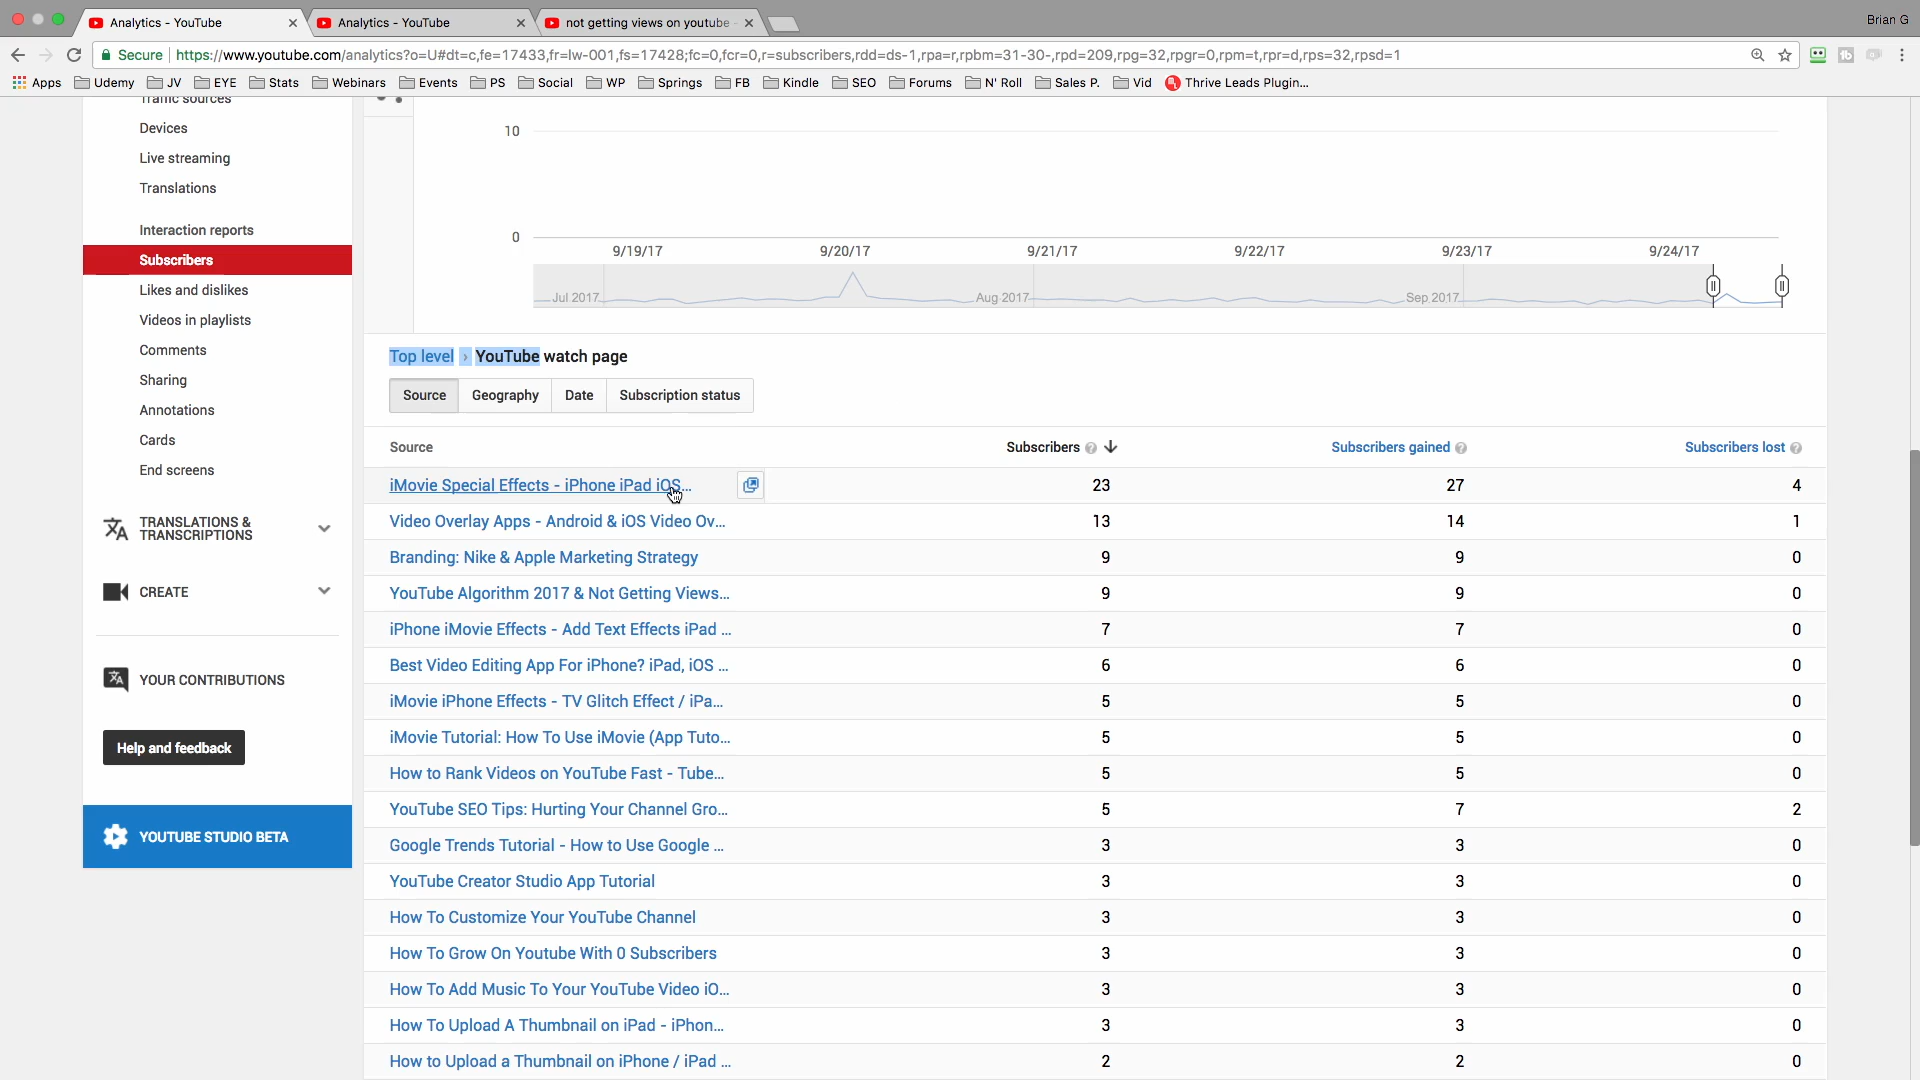 Analytics - YouTube
Analytics - YouTube
not getting views on youtube -
Brian G
Secure
https://www.youtube.com/analytics?o=U#dt=c,fe=17433,fr=lw-001,fs=17428;fc=0,fcr=0,r=subscribers,rdd=ds-1,rpa=r,rpbm=31-30-,rpd=209,rpg=32,rpgr=0,rpm=t,rpr=d,rps=32,rpsd=1
Apps Udemy JV EYE Stats Webinars Events PS Social WP Springs FB Kindle SEO Forums N' Roll Sales P. Vid Thrive Leads Plugin...
Traffic sources
Devices
Live streaming
Translations
Interaction reports
Subscribers
Likes and dislikes
Videos in playlists
Comments
Sharing
Annotations
Cards
End screens
TRANSLATIONS &
TRANSCRIPTIONS
CREATE
YOUR CONTRIBUTIONS
Help and feedback
YOUTUBE STUDIO BETA
10
0
9/19/17 9/20/17 9/21/17 9/22/17 9/23/17 9/24/17
Jul 2017 Aug 2017 Sep 2017
Top level › YouTube watch page
Source Geography Date Subscription status
Source Subscribers ? Subscribers gained ? Subscribers lost ?
iMovie Special Effects - iPhone iPad iOS... 23 27 4
Video Overlay Apps - Android & iOS Video Ov... 13 14 1
Branding: Nike & Apple Marketing Strategy 9 9 0
YouTube Algorithm 2017 & Not Getting Views... 9 9 0
iPhone iMovie Effects - Add Text Effects iPad ... 7 7 0
Best Video Editing App For iPhone? iPad, iOS ... 6 6 0
iMovie iPhone Effects - TV Glitch Effect / iPa... 5 5 0
iMovie Tutorial: How To Use iMovie (App Tuto... 5 5 0
How to Rank Videos on YouTube Fast - Tube... 5 5 0
YouTube SEO Tips: Hurting Your Channel Gro... 5 7 2
Google Trends Tutorial - How to Use Google ... 3 3 0
YouTube Creator Studio App Tutorial 3 3 0
How To Customize Your YouTube Channel 3 3 0
How To Grow On Youtube With 0 Subscribers 3 3 0
How To Add Music To Your YouTube Video iO... 3 3 0
How To Upload A Thumbnail on iPad - iPhon... 3 3 0
How to Upload a Thumbnail on iPhone / iPad ... 2 2 0